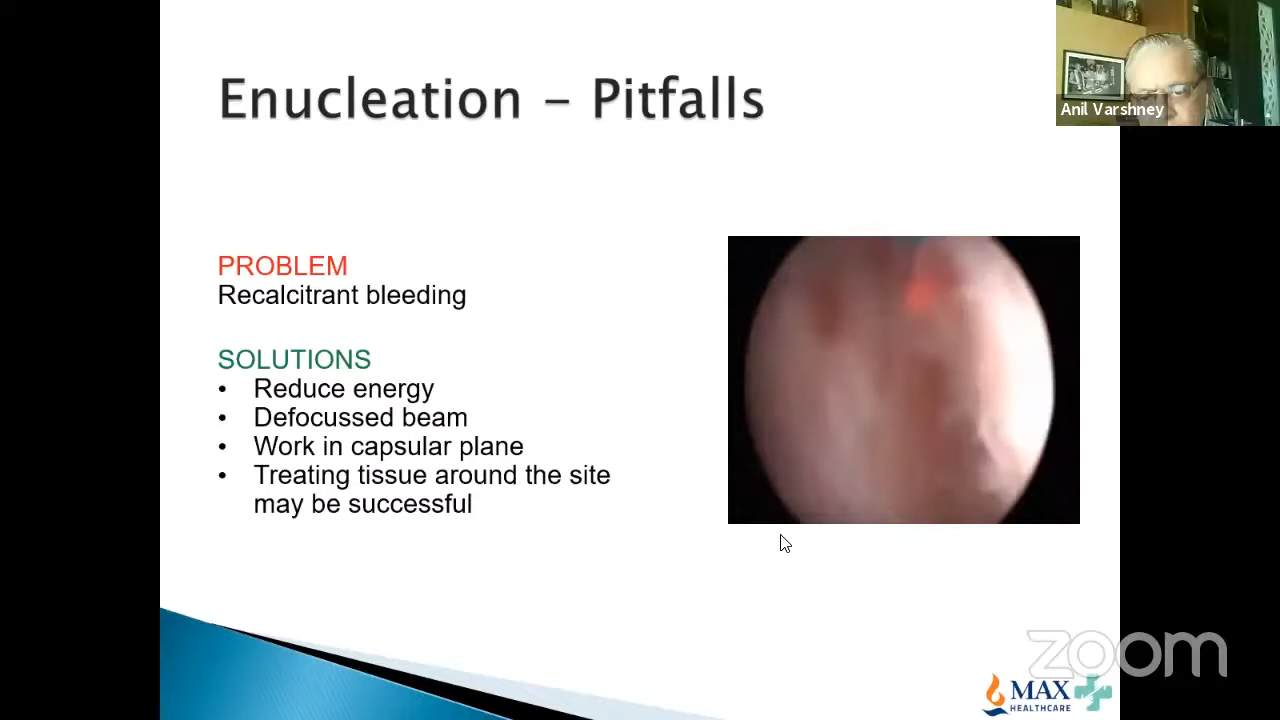 Enucleation – Pitfalls
Anil Varshney
PROBLEM
Recalcitrant bleeding
SOLUTIONS
• Reduce energy
• Defocussed beam
• Work in capsular plane
• Treating tissue around the site
may be successful
zoom
MAX
HEALTHCARE